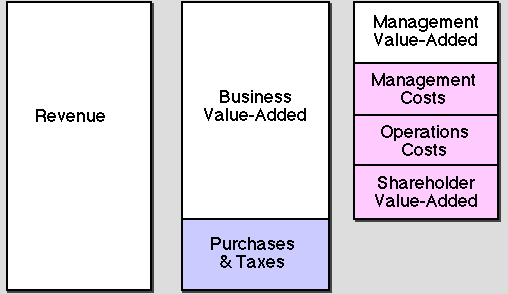 Revenue
Business
Value-Added
Purchases
& Taxes
Management
Value-Added
Management
Costs
Operations
Costs
Shareholder
Value-Added